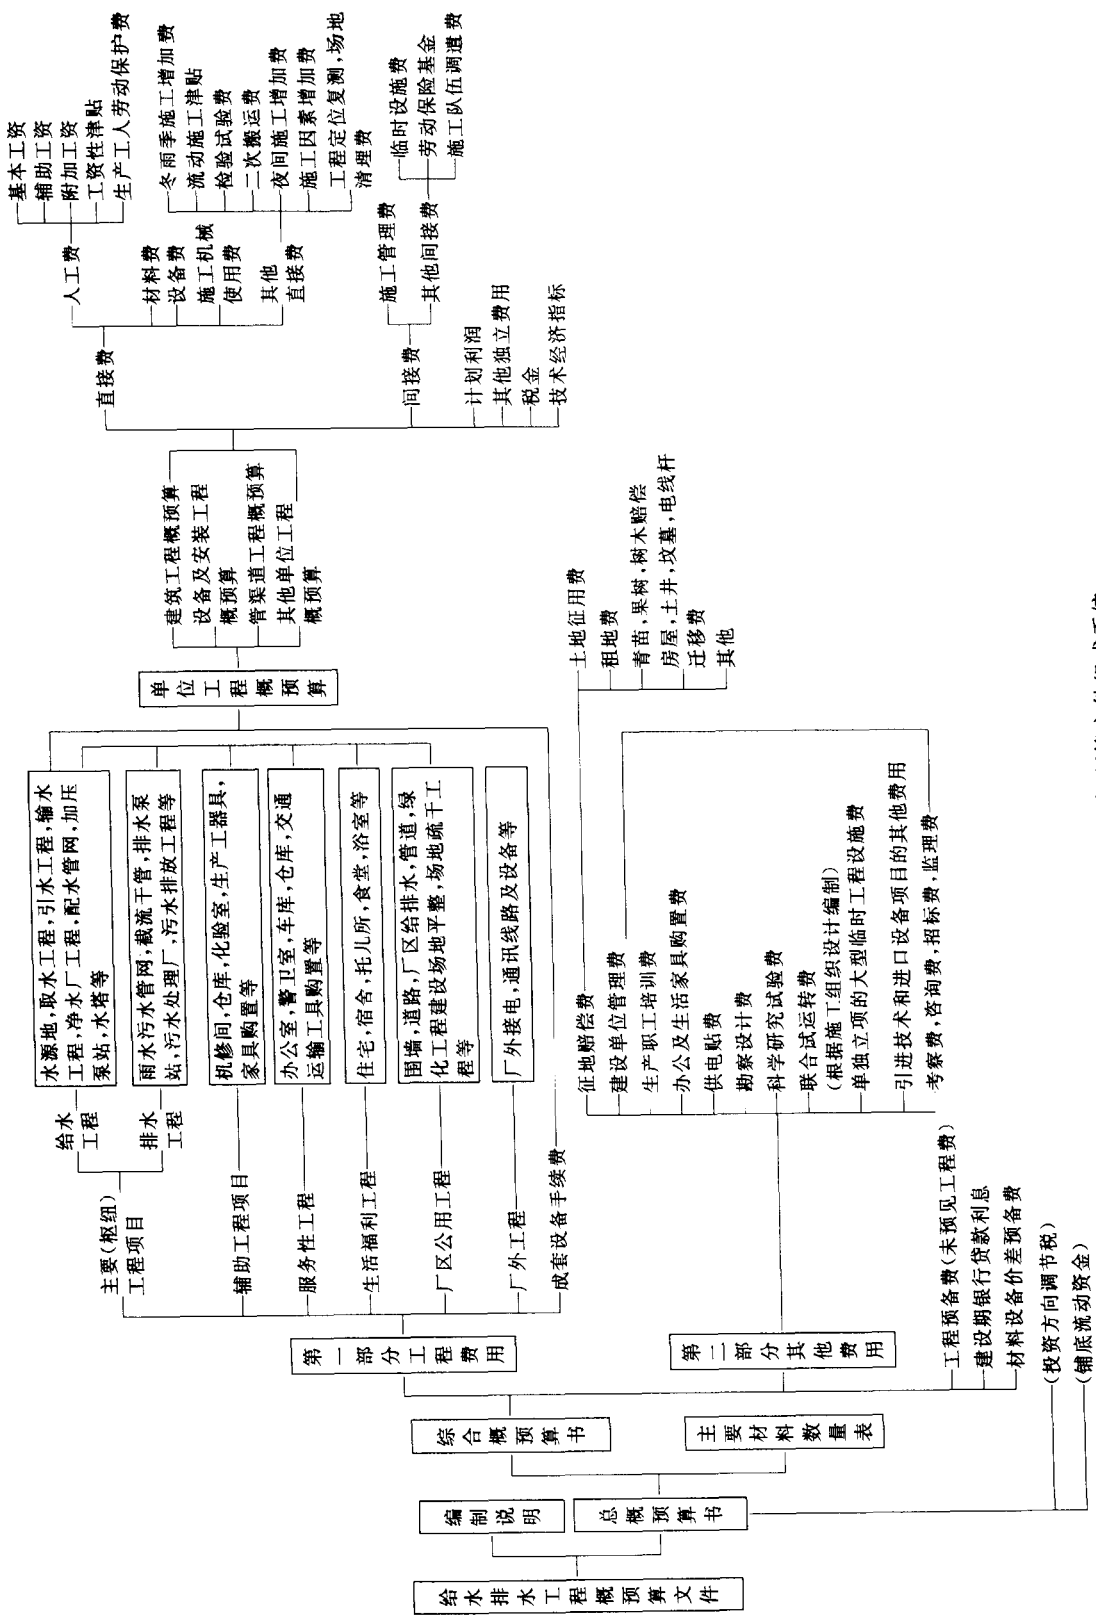 给水排水工程概预算文件
编制说明
总概预算书
综合概预算书
主要材料数量表
(投资方向调节税)
(铺底流动资金)
第一部分工程费用
第二部分其他费用
工程预备费(未预见工程费)
建设期银行贷款利息
材料设备价差预备费
主要(枢纽)
工程项目
辅助工程项目
服务性工程
生活福利工程
厂区公用工程
厂外工程
成套设备手续费
给水
工程
排水
工程
水源地,取水工程,引水工程,输水
工程,净水厂工程,配水管网,加压
泵站,水塔等
雨水污水管网,截流干管,排水泵
站,污水处理厂,污水排放工程等
机修间,仓库,化验室,生产工器具,
家具购置等
办公室,警卫室,车库,仓库,交通
运输工具购置等
住宅,宿舍,托儿所,食堂,浴室等
围墙,道路,厂区给排水,管道,绿
化工程建设场地平整,场地疏干工
程等
厂外接电,通讯线路及设备等
征地赔偿费
建设单位管理费
生产职工培训费
办公及生活家具购置费
供电贴费
勘察设计费
科学研究试验费
联合试运转费
(根据施工组织设计编制)
单独立项的大型临时工程设施费
引进技术和进口设备项目的其他费用
考察费,咨询费,招标费,监理费
土地征用费
租地费
青苗,果树,树木赔偿
房屋,土井,坟墓,电线杆
迁移费
其他
单位工程概预算
建筑工程概预算
设备及安装工程
概预算
管渠道工程概预算
其他单位工程
概预算
直接费
间接费
计划利润
其他独立费用
税金
技术经济指标
人工费
材料费
设备费
施工机械
使用费
其他
直接费
施工管理费
其他间接费
基本工资
辅助工资
附加工资
工资性津贴
生产工人劳动保护费
冬雨季施工增加费
流动施工津贴
检验试验费
二次搬运费
夜间施工增加费
施工因素增加费
工程定位复测,场地
清理费
临时设施费
劳动保险基金
施工队伍调遣费